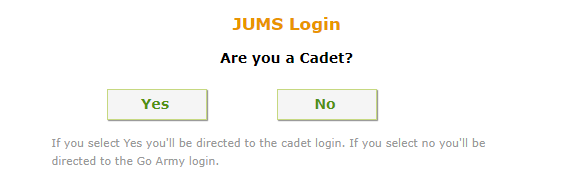 JUMS Login
Are you a Cadet?
Yes No
If you select Yes you'll be directed to the cadet login. If you select no you'll be
directed to the Go Army login.